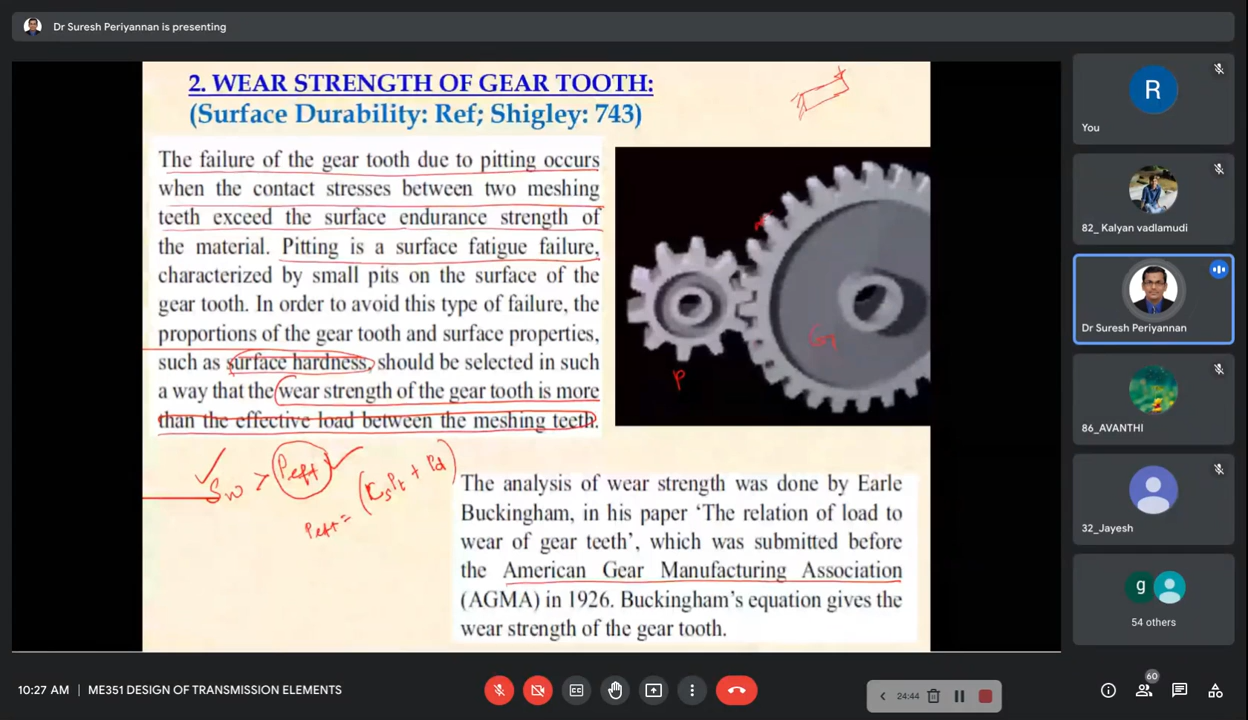 Dr Suresh Periyannan is presenting
2. WEAR STRENGTH OF GEAR TOOTH:
(Surface Durability: Ref; Shigley: 743)
The failure of the gear tooth due to pitting occurs
when the contact stresses between two meshing
teeth exceed the surface endurance strength of
the material. Pitting is a surface fatigue failure,
characterized by small pits on the surface of the
gear tooth. In order to avoid this type of failure, the
proportions of the gear tooth and surface properties,
such as surface hardness, should be selected in such
a way that the wear strength of the gear tooth is more
than the effective load between the meshing teeth.
P
G
Sw > Peff
Peff = (CsPt + Pd)
The analysis of wear strength was done by Earle
Buckingham, in his paper ‘The relation of load to
wear of gear teeth’, which was submitted before
the American Gear Manufacturing Association
(AGMA) in 1926. Buckingham’s equation gives the
wear strength of the gear tooth.
R
You
82_ Kalyan vadlamudi
Dr Suresh Periyannan
86_AVANTHI
32_Jayesh
g
54 others
10:27 AM | ME351 DESIGN OF TRANSMISSION ELEMENTS
CC
24:44
60